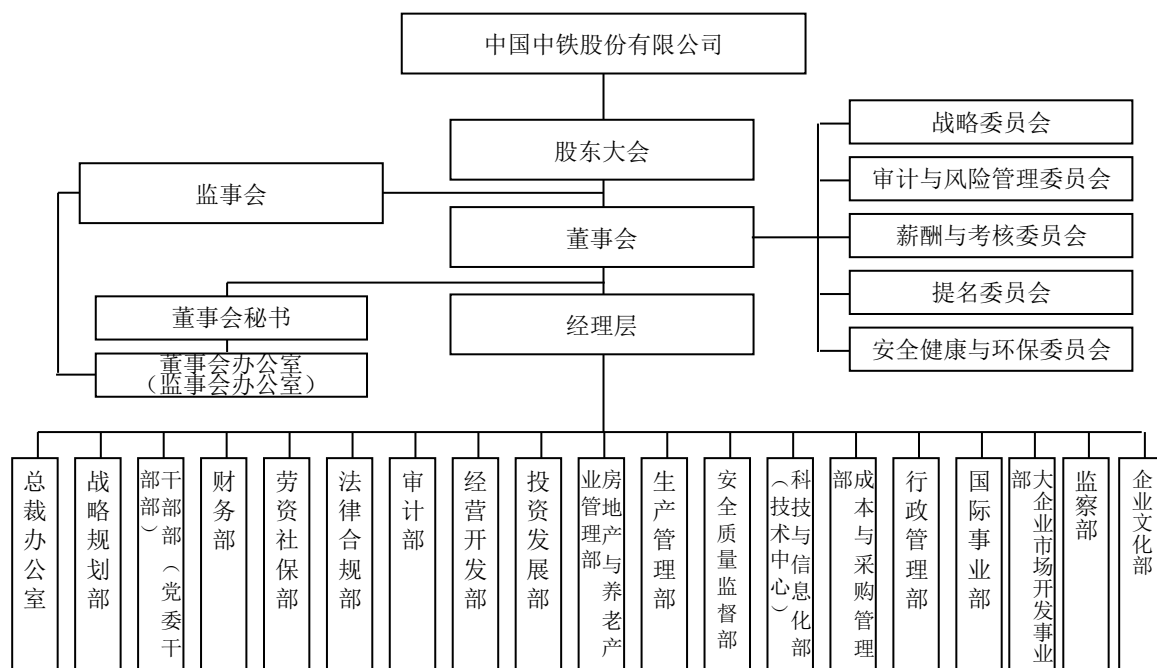 中国中铁股份有限公司
股东大会
监事会
董事会
董事会秘书
经理层
董事会办公室
（监事会办公室）
战略委员会
审计与风险管理委员会
薪酬与考核委员会
提名委员会
安全健康与环保委员会
总裁办公室
战略规划部
干部部（党委干
部部）
财务部
劳资社保部
法律合规部
审计部
经营开发部
投资发展部
房地产与养老产
业管理部
生产管理部
安全质量监督部
科技与信息化部
（技术中心）
成本与采购管理
部
行政管理部
国际事业部
大企业市场开发事业
部
监察部
企业文化部